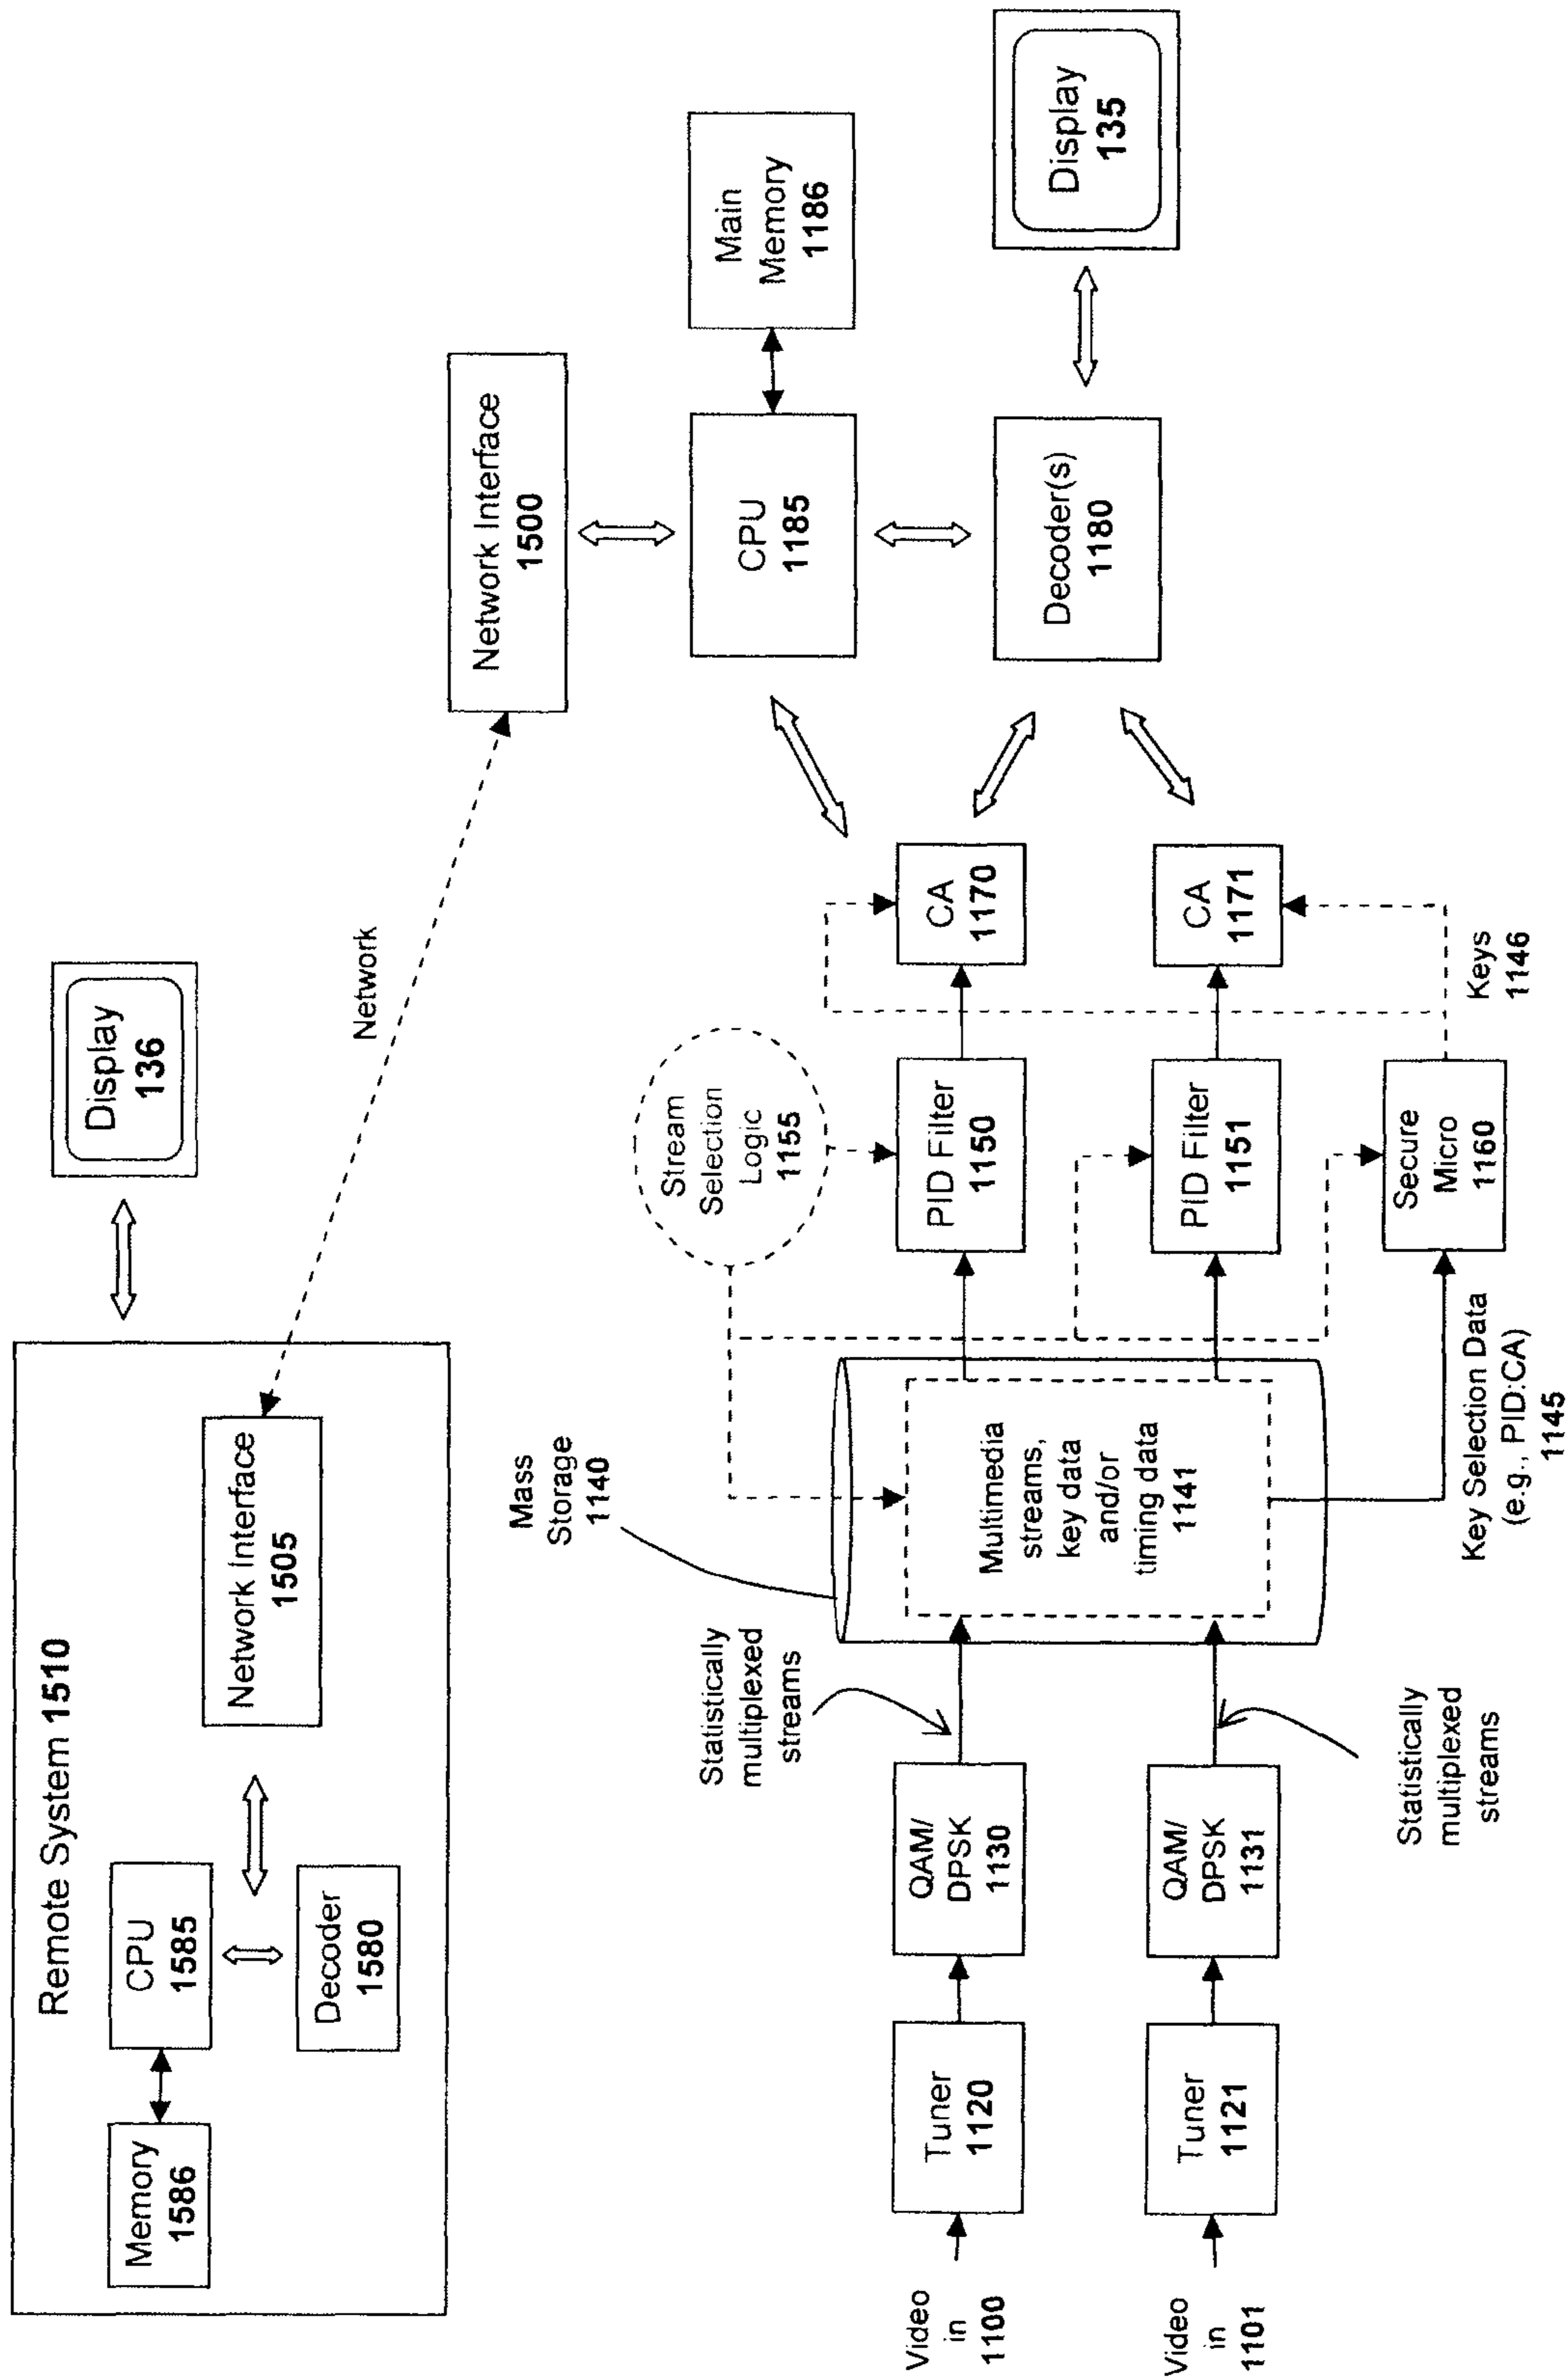 Remote System 1510
Memory
1586
CPU
1585
Decoder
1580
Network Interface
1505
Display
136
Network
Network Interface
1500
CPU
1185
Main
Memory
1186
Decoder(s)
1180
Display
135
Video
in
1100
Tuner
1120
QAM/
DPSK
1130
Statistically
multiplexed
streams
Mass
Storage
1140
Multimedia
streams,
key data
and/or
timing data
1141
Stream
Selection
Logic
1155
PID Filter
1150
CA
1170
Video
in
1101
Tuner
1121
QAM/
DPSK
1131
Statistically
multiplexed
streams
PID Filter
1151
CA
1171
Key Selection Data
(e.g., PID:CA)
1145
Secure
Micro
1160
Keys
1146